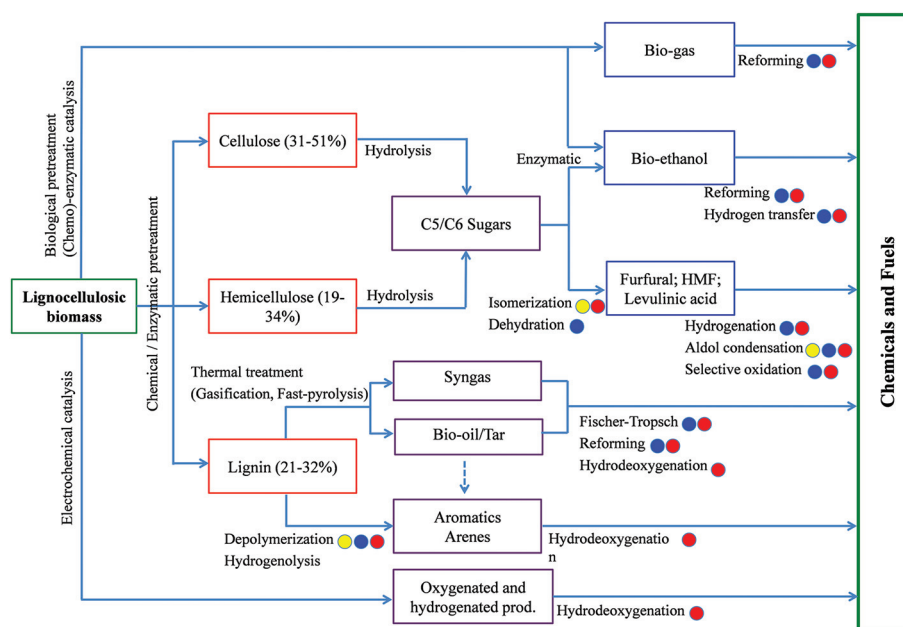 Bio-gas
Reforming
Biological pretreatment
(Chemo)-enzymatic catalysis
Cellulose (31-51%)
Hydrolysis
Enzymatic
Bio-ethanol
Reforming
Hydrogen transfer
C5/C6 Sugars
Lignocellulosic
biomass
Chemical / Enzymatic pretreatment
Hemicellulose (19-
34%)
Hydrolysis
Isomerization
Dehydration
Furfural; HMF;
Levulinic acid
Hydrogenation
Aldol condensation
Selective oxidation
Chemicals and Fuels
Thermal treatment
(Gasification, Fast-pyrolysis)
Syngas
Bio-oil/Tar
Fischer-Tropsch
Reforming
Hydrodeoxygenation
Electrochemical catalysis
Lignin (21-32%)
Depolymerization
Hydrogenolysis
Aromatics
Arenes
Hydrodeoxygenatio
n
Oxygenated and
hydrogenated prod.
Hydrodeoxygenation